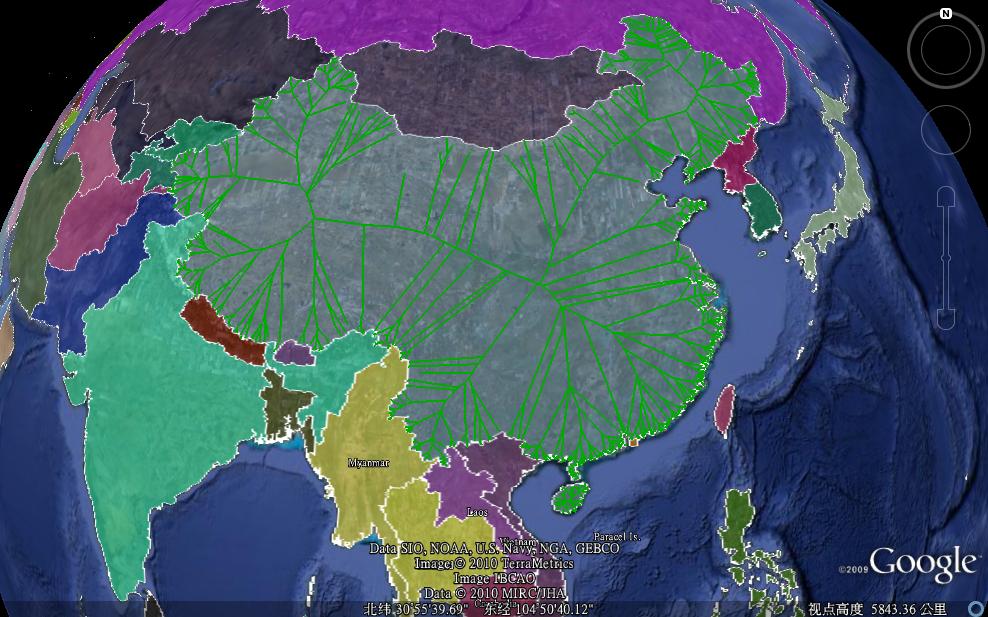 N
Myanmar
Laos
Vietnam
Paracel Is.
Data SIO, NOAA, U.S. Navy, NGA, GEBCO
Image © 2010 TerraMetrics
Image IBCAO
Data © 2010 MIRC/JHA
©2009 Google
北纬 30°55'39.69" 东经 104°50'40.12"
视点高度 5843.36 公里